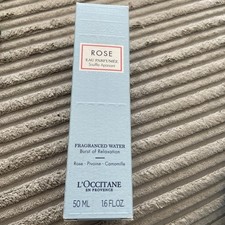 ROSE
EAU PARFUMÉE
Souffle Apaisant
FRAGRANCED WATER
Burst of Relaxation
Rose - Pivoine - Camomille
L'OCCITANE
EN PROVENCE
50 ML 1.6 FL.OZ.